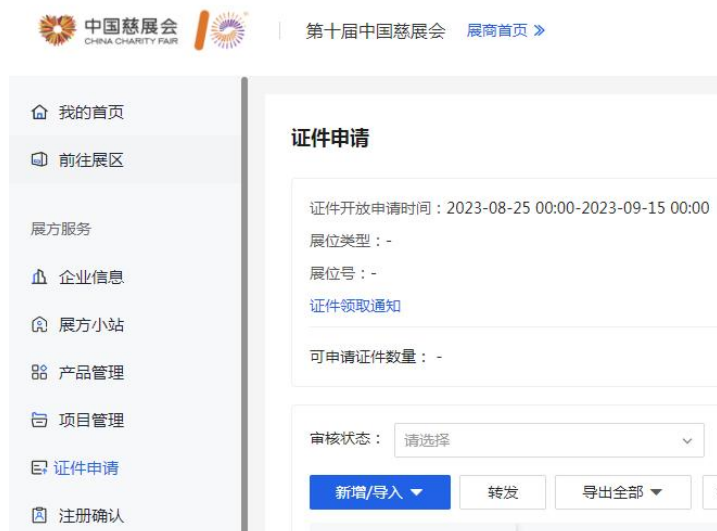 中国慈展会
CHINA CHARITY FAIR
第十届中国慈展会 展商首页
我的首页
前往展区
展方服务
企业信息
展方小站
产品管理
项目管理
证件申请
注册确认
证件申请
证件开放申请时间：2023-08-25 00:00-2023-09-15 00:00
展位类型：-
展位号：-
证件领取通知
可申请证件数量： -
审核状态： 请选择
新增/导入 转发 导出全部